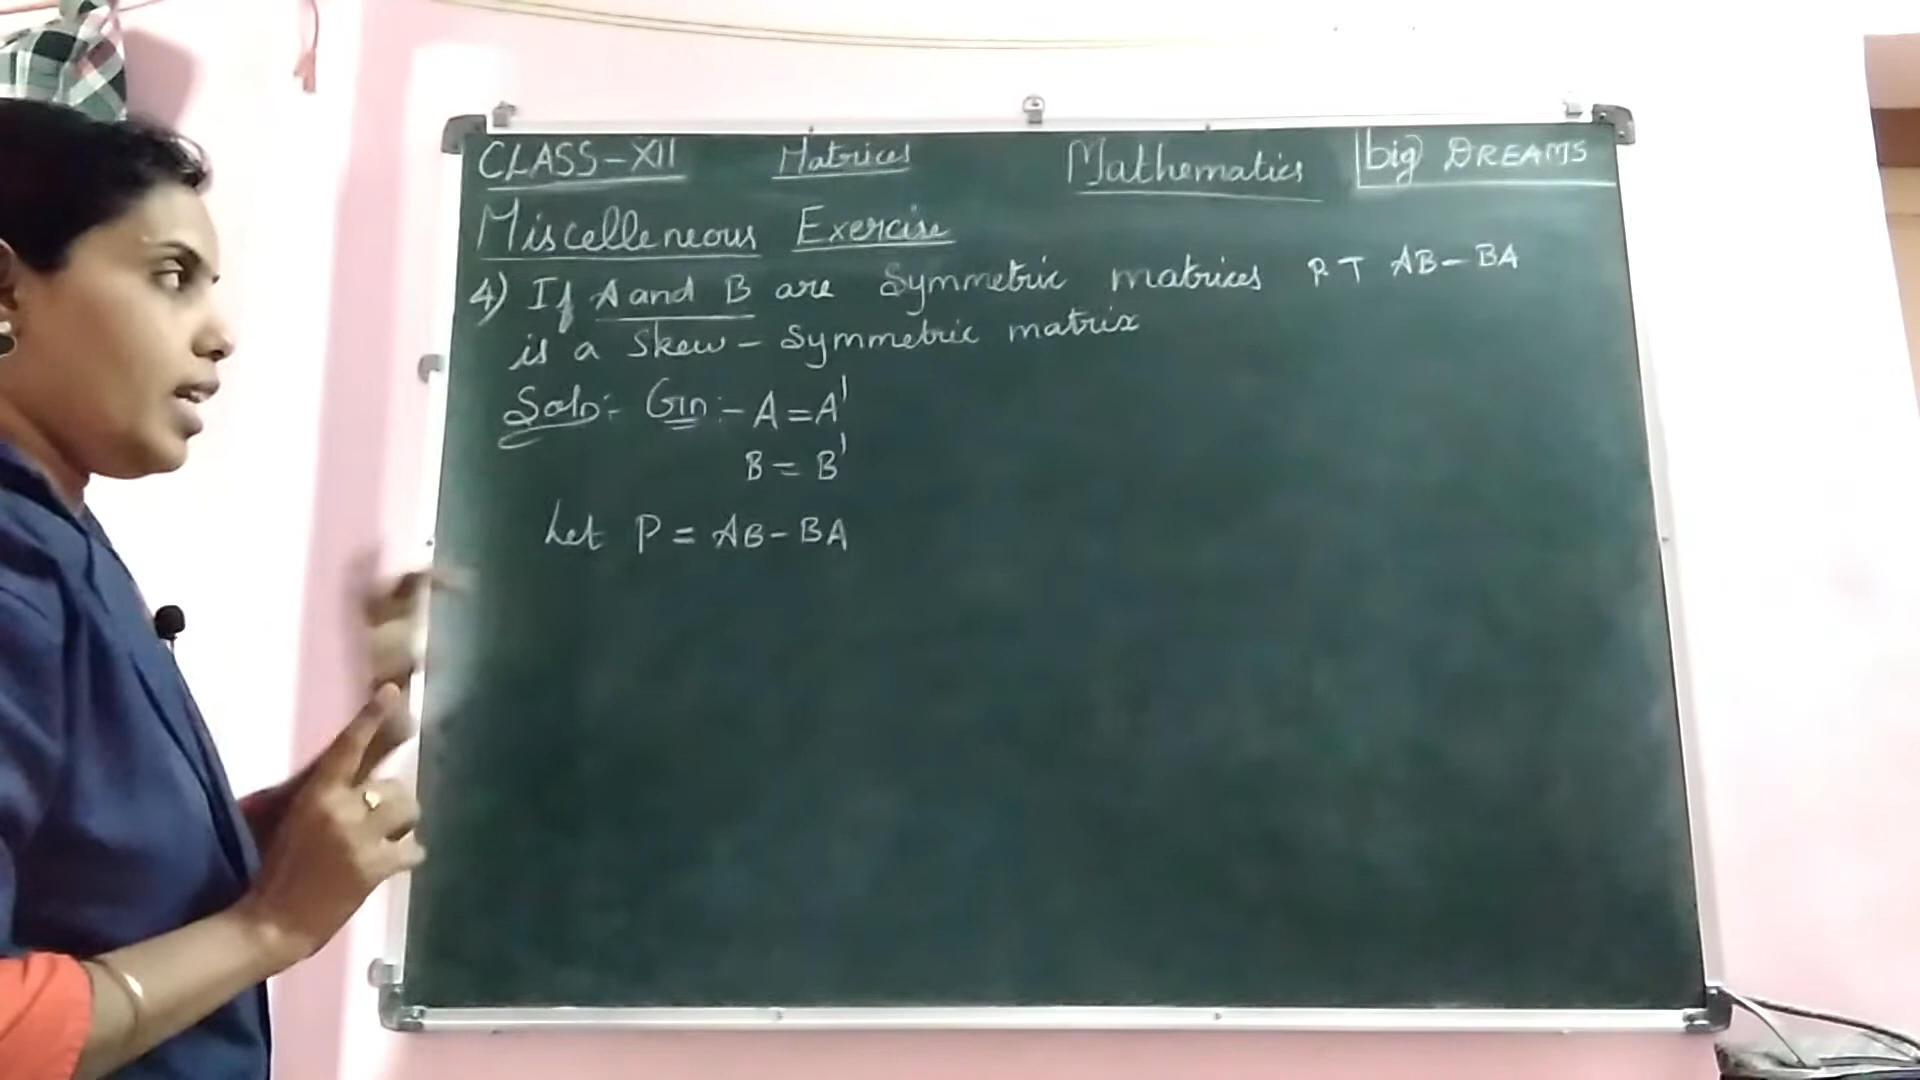 CLASS-XII Matrices Mathematics big DREAMS
Miscelleneous Exercise
4) If A and B are Symmetric matrices P.T AB - BA
is a Skew - Symmetric matrix
Soln:- Gn:- A = A'
B = B'
Let P = AB - BA